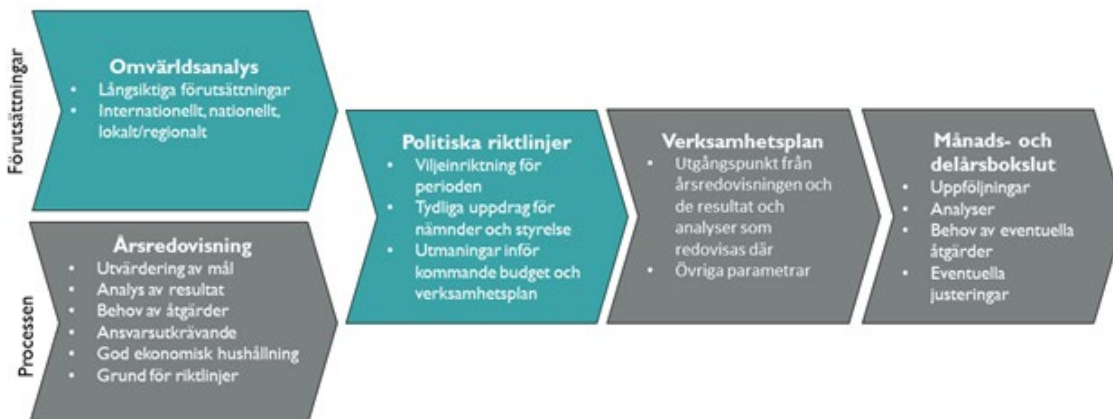 Förutsättningar
Omvärldsanalys
• Långsiktiga förutsättningar
• Internationellt, nationellt,
lokalt/regionalt
Processen
Årsredovisning
• Utvärdering av mål
• Analys av resultat
• Behov av åtgärder
• Ansvarsutkrävande
• God ekonomisk hushållning
• Grund för riktlinjer
Politiska riktlinjer
• Viljeinriktning för
perioden
• Tydliga uppdrag för
nämnder och styrelse
• Utmaningar inför
kommande budget och
verksamhetsplan
Verksamhetsplan
• Utgångspunkt från
årsredovisningen och
de resultat och
analyser som
redovisas där
• Övriga parametrar
Månads- och
delårsbokslut
• Uppföljningar
• Analyser
• Behov av eventuella
åtgärder
• Eventuella
justeringar